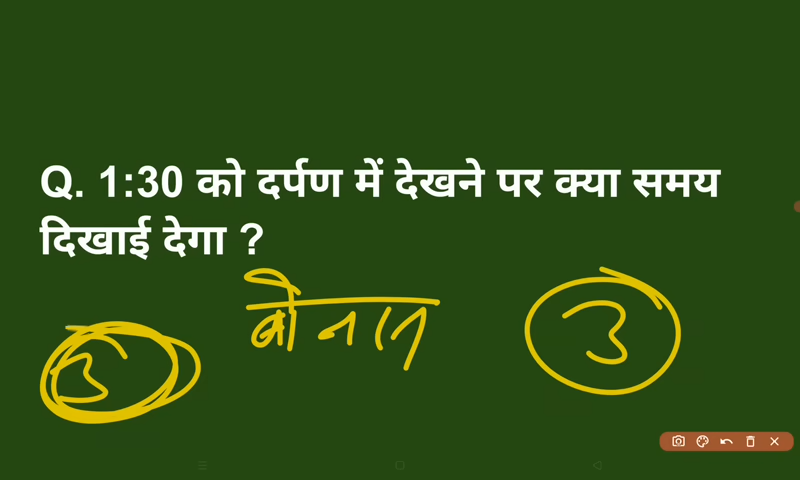 Q. 1:30 को दर्पण में देखने पर क्या समय
दिखाई देगा ?
3
3